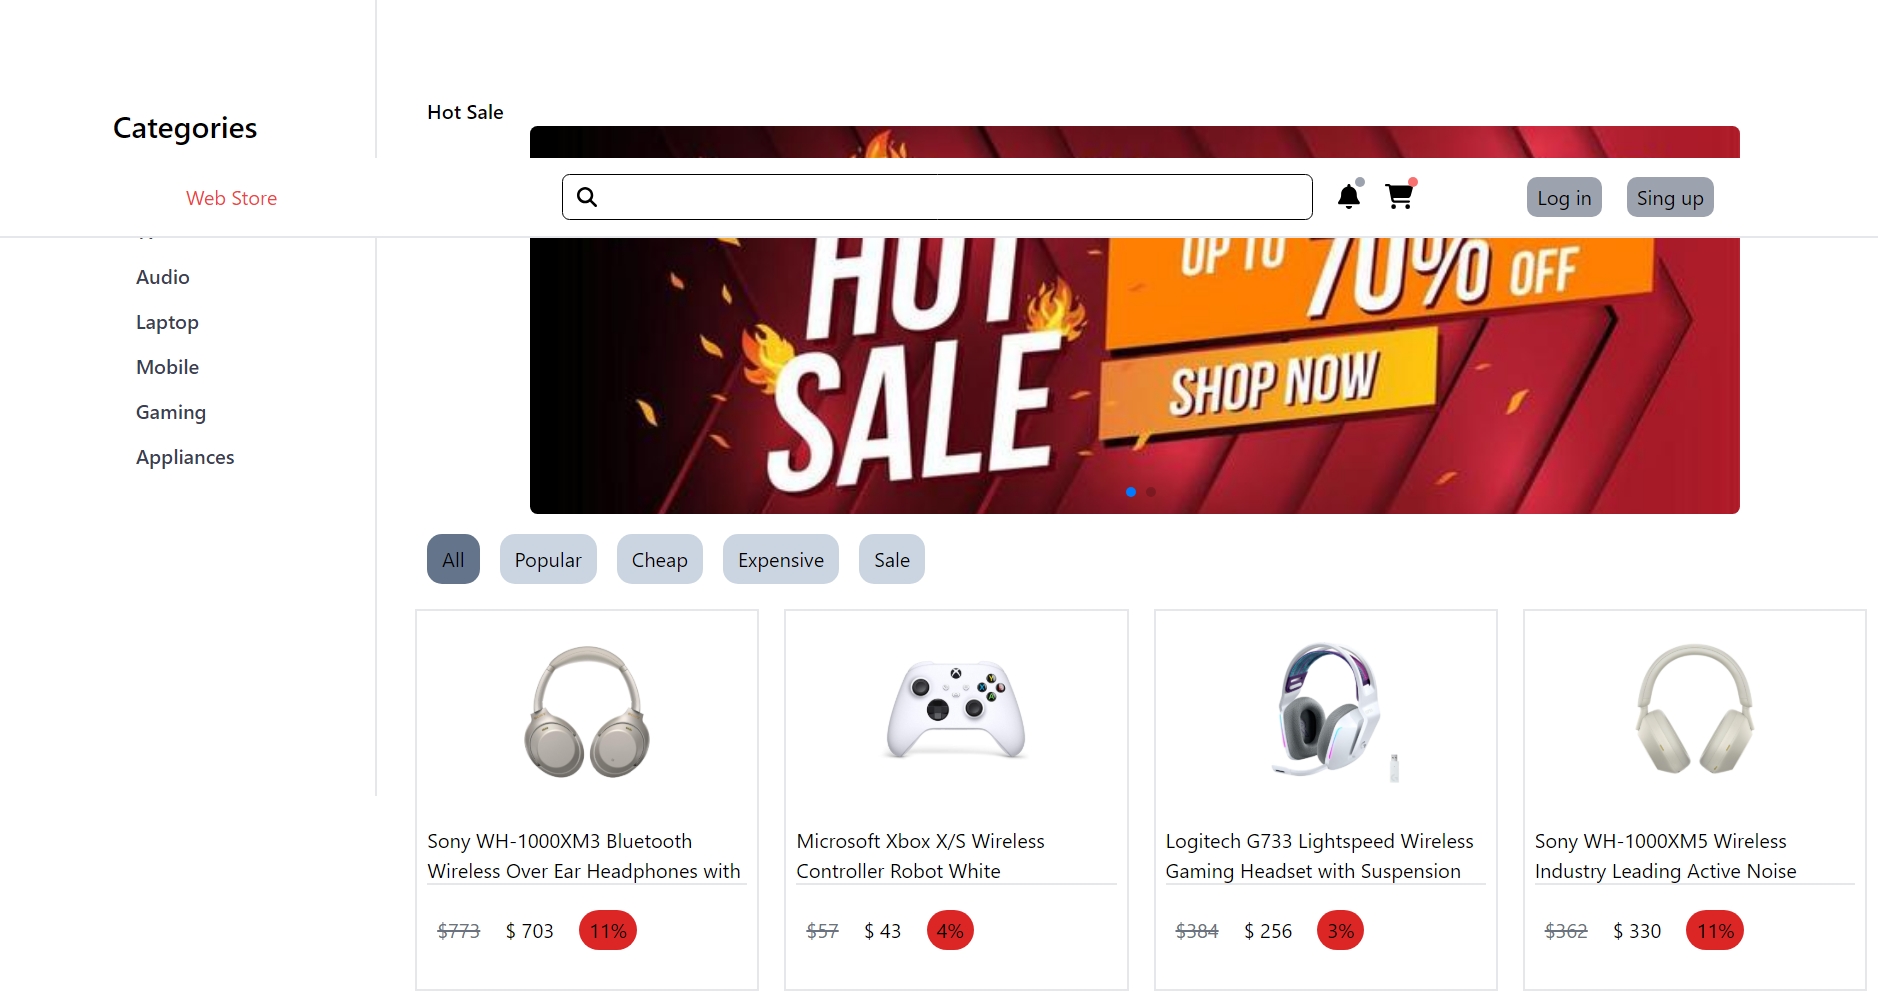 Hot Sale
Categories
Web Store
Log in
Sing up
Audio
Laptop
Mobile
Gaming
Appliances
HOT
SALE
UP TO 70% OFF
SHOP NOW
All
Popular
Cheap
Expensive
Sale
Sony WH-1000XM3 Bluetooth
Wireless Over Ear Headphones with
$773 $ 703 11%
Microsoft Xbox X/S Wireless
Controller Robot White
$57 $ 43 4%
Logitech G733 Lightspeed Wireless
Gaming Headset with Suspension
$384 $ 256 3%
Sony WH-1000XM5 Wireless
Industry Leading Active Noise
$362 $ 330 11%